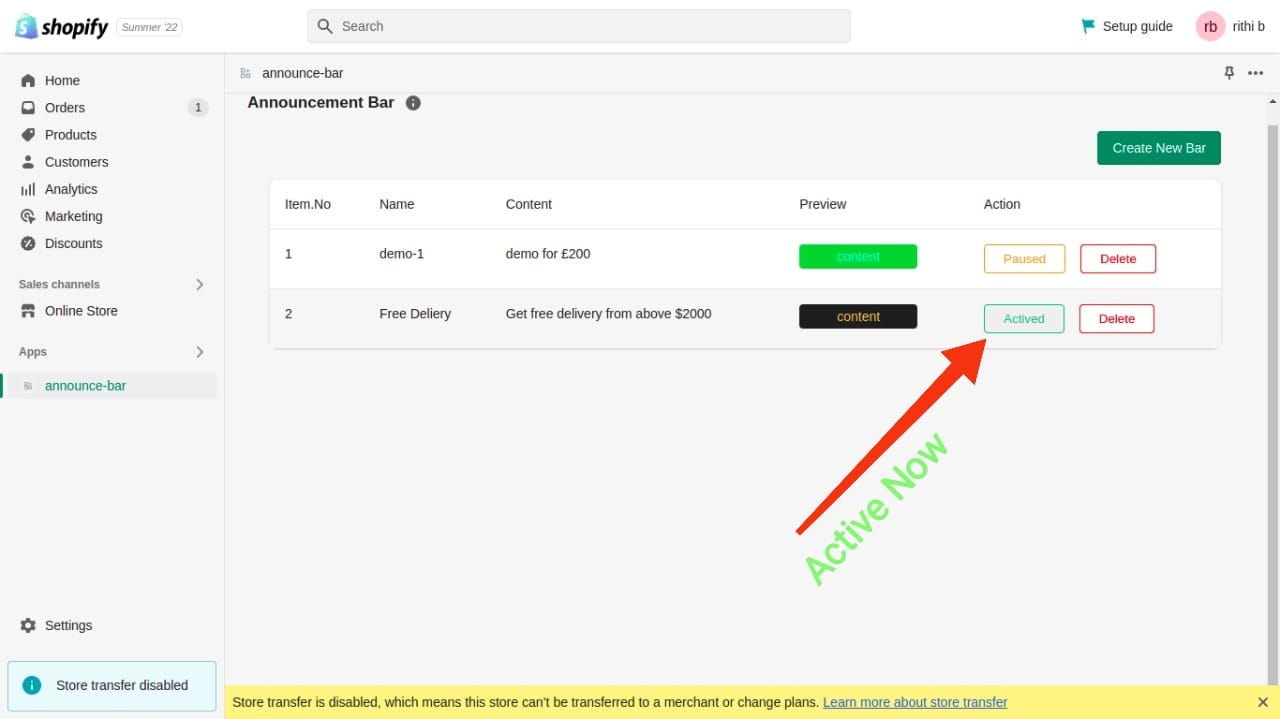 shopify Summer '22
Search
Setup guide
rb rithi b
Home
Orders 1
Products
Customers
Analytics
Marketing
Discounts
Sales channels
Online Store
Apps
announce-bar
Settings
Store transfer disabled
announce-bar
Announcement Bar
Create New Bar
Item.No Name Content Preview Action
1 demo-1 demo for £200 content Paused Delete
2 Free Deliery Get free delivery from above $2000 content Actived Delete
Active Now
Store transfer is disabled, which means this store can’t be transferred to a merchant or change plans. Learn more about store transfer